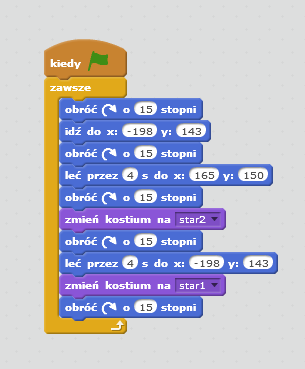 kiedy
zawsze
obróć o 15 stopni
idź do x: -198 y: 143
obróć o 15 stopni
leć przez 4 s do x: 165 y: 150
obróć o 15 stopni
zmień kostium na star2
obróć o 15 stopni
leć przez 4 s do x: -198 y: 143
zmień kostium na star1
obróć o 15 stopni